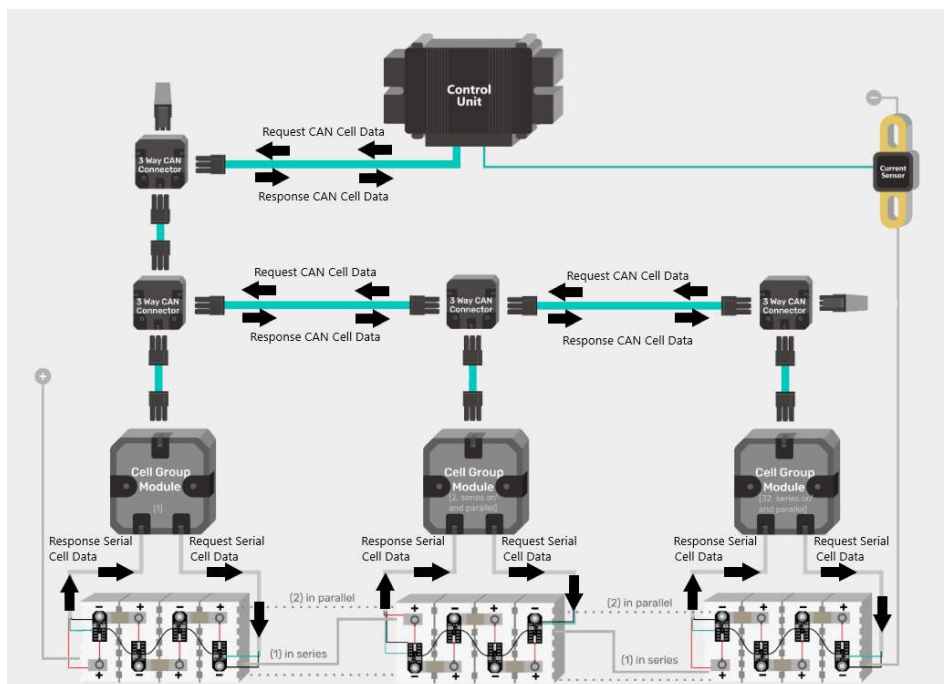 Control
Unit
Request CAN Cell Data
3 Way CAN
Connector
Response CAN Cell Data
Current
Sensor
−
Request CAN Cell Data
Request CAN Cell Data
3 Way CAN
Connector
3 Way CAN
Connector
3 Way CAN
Connector
Response CAN Cell Data
Response CAN Cell Data
+
Cell Group
Module
[1]
Cell Group
Module
[2, series on
and parallel]
Cell Group
Module
[32, series on
and parallel]
Response Serial
Cell Data
Request Serial
Cell Data
Response Serial
Cell Data
Request Serial
Cell Data
Response Serial
Cell Data
Request Serial
Cell Data
(2) in parallel
(2) in parallel
− + − +
+ − + −
− + − +
(1) in series
(1) in series
+ − + −
− + − +
+ − + −